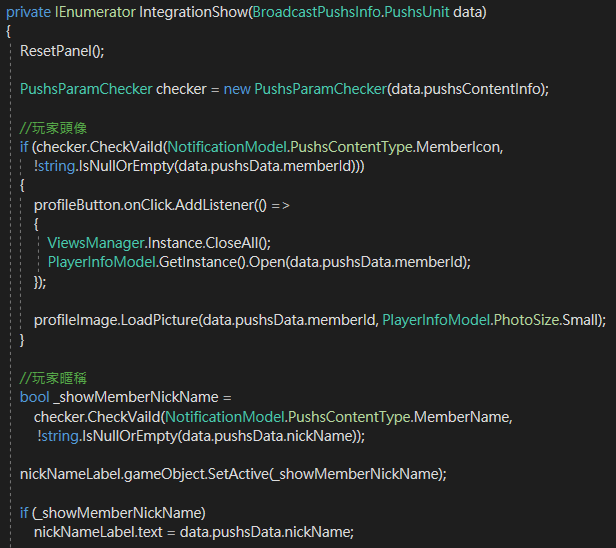 private IEnumerator IntegrationShow(BroadcastPushsInfo.PushsUnit data)
{
ResetPanel();
PushsParamChecker checker = new PushsParamChecker(data.pushsContentInfo);
//玩家頭像
if (checker.CheckVaild(NotificationModel.PushsContentType.MemberIcon,
!string.IsNullOrEmpty(data.pushsData.memberId)))
{
profileButton.onClick.AddListener(() =>
{
ViewsManager.Instance.CloseAll();
PlayerInfoModel.GetInstance().Open(data.pushsData.memberId);
});
profileImage.LoadPicture(data.pushsData.memberId, PlayerInfoModel.PhotoSize.Small);
}
//玩家暱稱
bool _showMemberNickName =
checker.CheckVaild(NotificationModel.PushsContentType.MemberName,
!string.IsNullOrEmpty(data.pushsData.nickName));
nickNameLabel.gameObject.SetActive(_showMemberNickName);
if (_showMemberNickName)
nickNameLabel.text = data.pushsData.nickName;